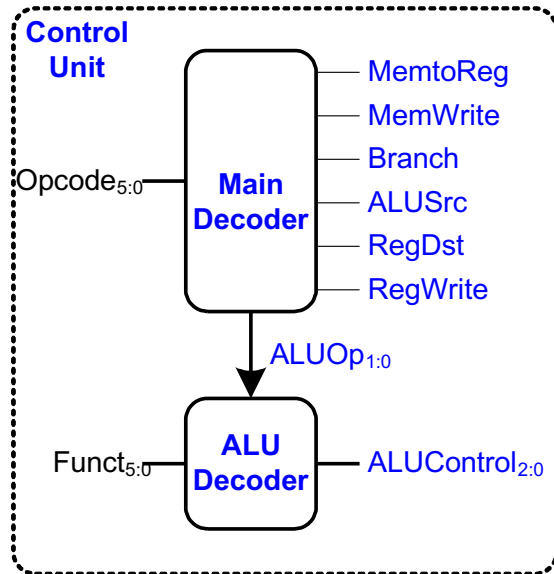 Control
Unit
MemtoReg
MemWrite
Branch
ALUSrc
RegDst
RegWrite
Opcode5:0
Main
Decoder
ALUOp1:0
Funct5:0
ALU
Decoder
ALUControl2:0